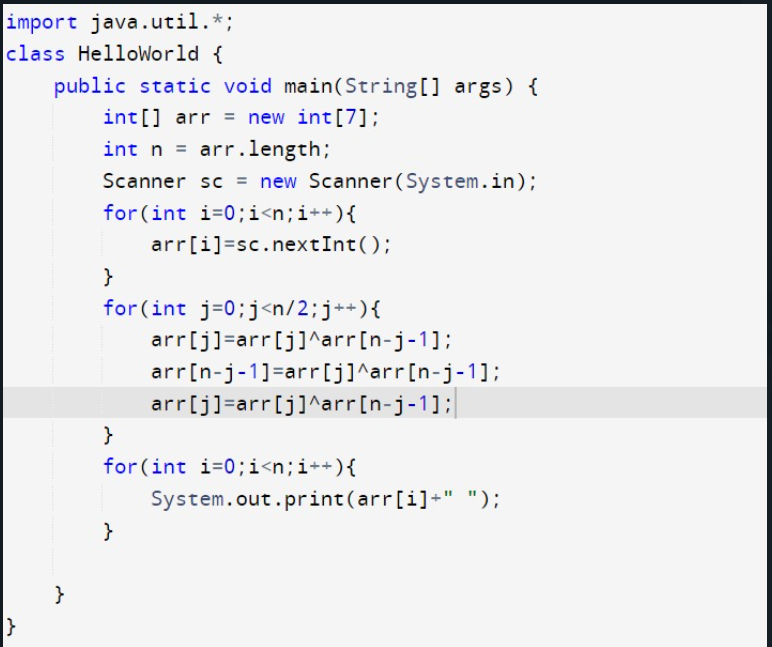 import java.util.*;
class HelloWorld {
    public static void main(String[] args) {
        int[] arr = new int[7];
        int n = arr.length;
        Scanner sc = new Scanner(System.in);
        for(int i=0;i<n;i++){
            arr[i]=sc.nextInt();
        }
        for(int j=0;j<n/2;j++){
            arr[j]=arr[j]^arr[n-j-1];
            arr[n-j-1]=arr[j]^arr[n-j-1];
            arr[j]=arr[j]^arr[n-j-1];
        }
        for(int i=0;i<n;i++){
            System.out.print(arr[i]+" ");
        }
    }
}